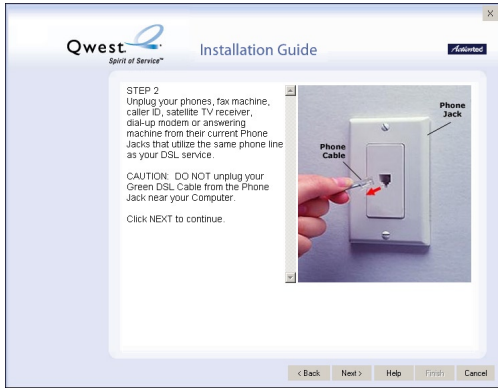 X
Qwest.
Spirit of Service™
Installation Guide
Actiontec
STEP 2
Unplug your phones, fax machine,
caller ID, satellite TV receiver,
dial-up modem or answering
machine from their current Phone
Jacks that utilize the same phone line
as your DSL service.
CAUTION: DO NOT unplug your
Green DSL Cable from the Phone
Jack near your Computer.
Click NEXT to continue.
Phone
Jack
Phone
Cable
< Back
Next >
Help
Finish
Cancel